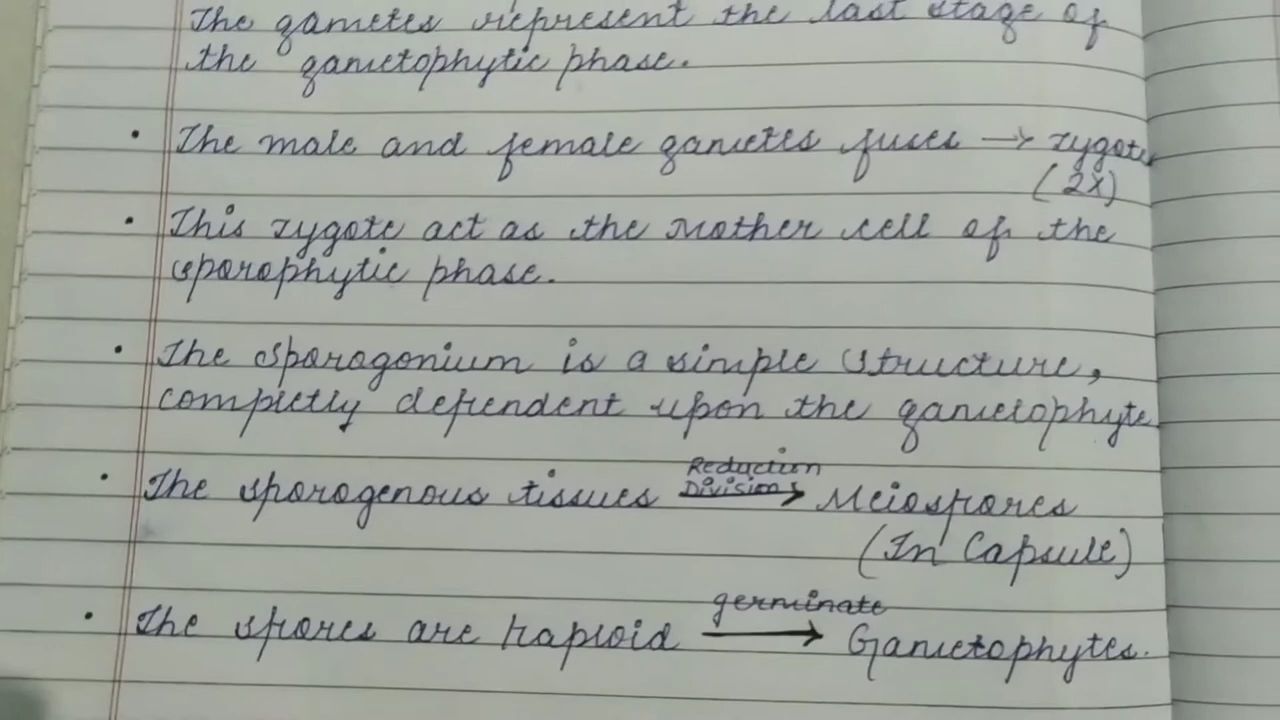 The gametes represent the last stage of
the gametophytic phase.
• The male and female gametes fuses → zygote
(2x)
• This zygote act as the Mother cell of the
sporophytic phase.
• The sporogonium is a simple structure,
completly dependent upon the gametophyte
Reduction
• The sporogenous tissues Divisions → Meiospores
(In Capsule)
germinate
• The spores are haploid → Gametophytes.